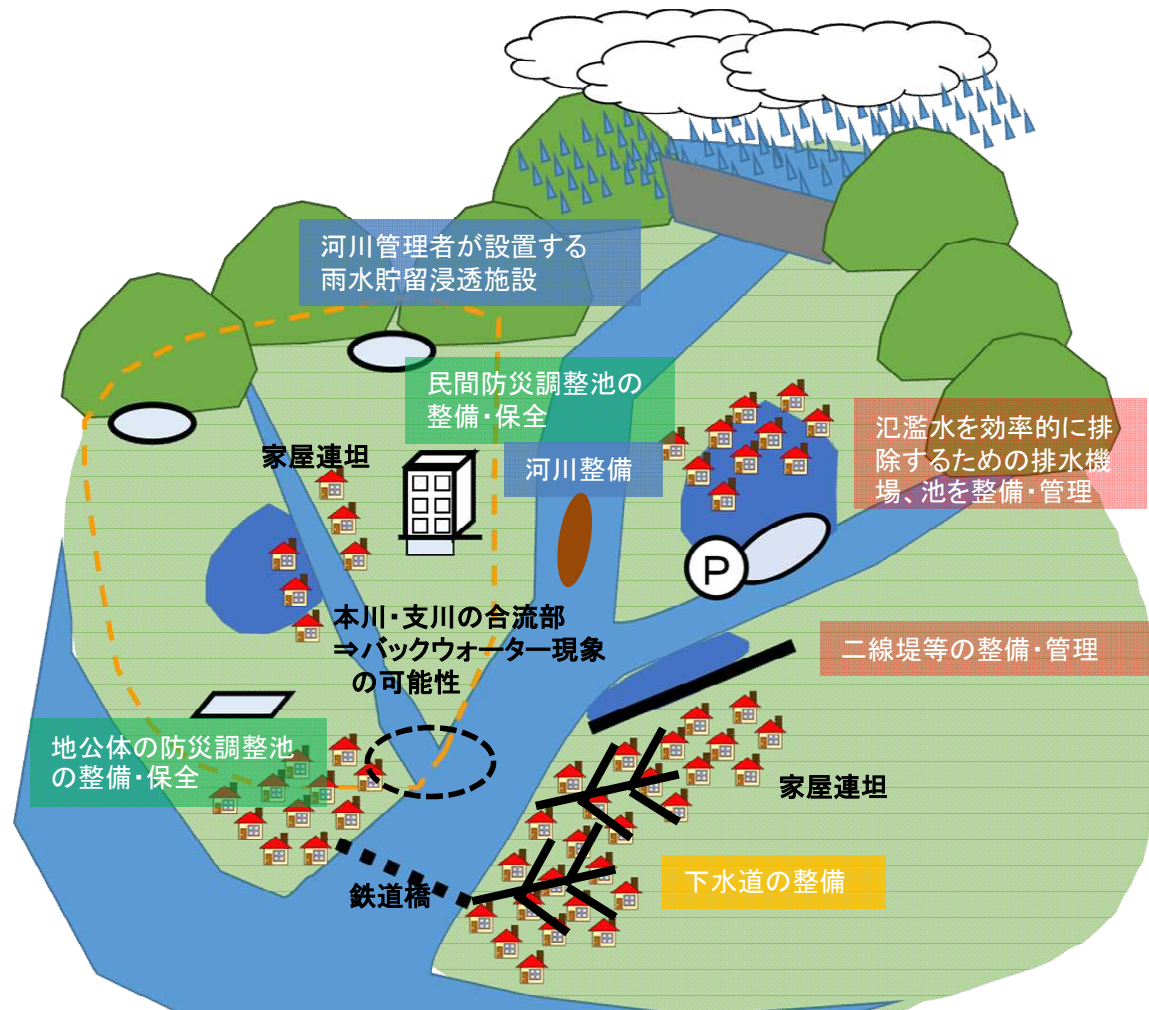 河川管理者が設置する
雨水貯留浸透施設
民間防災調整池の
整備・保全
河川整備
氾濫水を効率的に排
除するための排水機
場、池を整備・管理
家屋連坦
P
本川・支川の合流部
⇒バックウォーター現象
の可能性
二線堤等の整備・管理
地公体の防災調整池
の整備・保全
家屋連坦
鉄道橋
下水道の整備